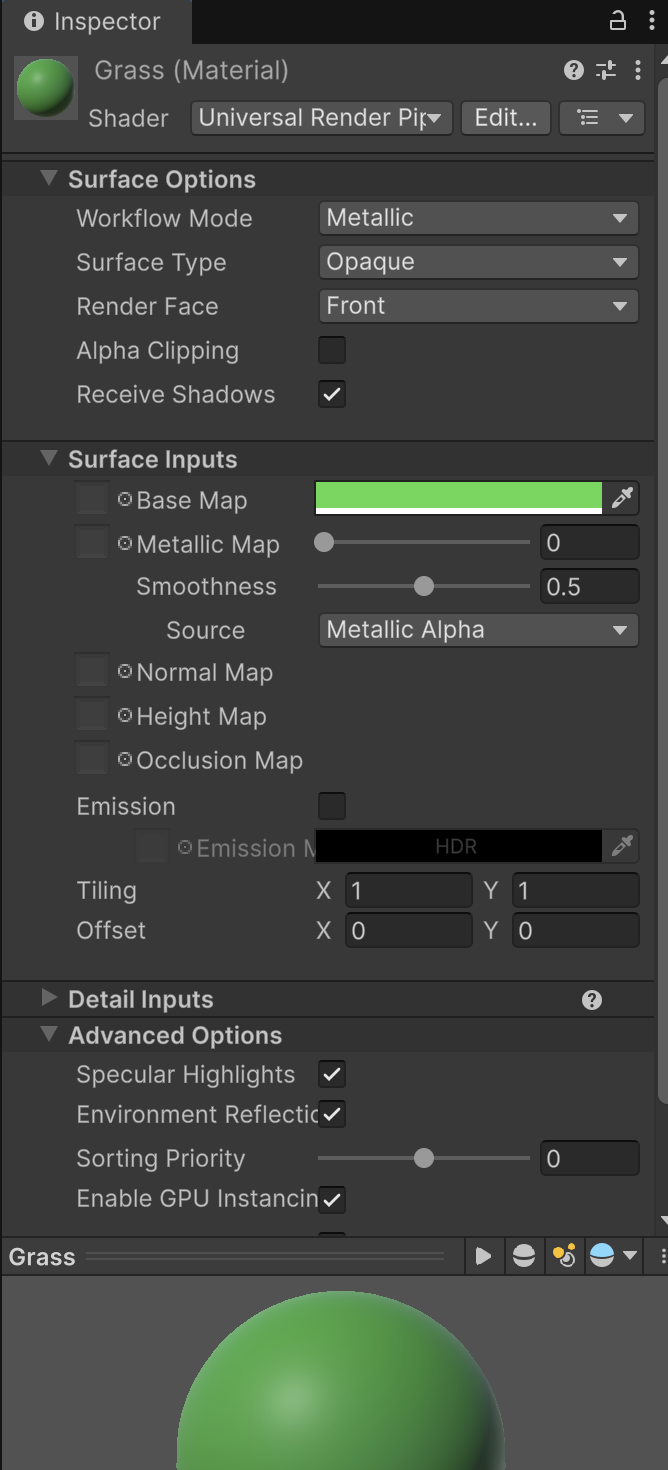 Inspector
Grass (Material)
Shader Universal Render Pip Edit...
Surface Options
Workflow Mode Metallic
Surface Type Opaque
Render Face Front
Alpha Clipping
Receive Shadows
Surface Inputs
Base Map
Metallic Map 0
Smoothness 0.5
Source Metallic Alpha
Normal Map
Height Map
Occlusion Map
Emission
Emission M HDR
Tiling X 1 Y 1
Offset X 0 Y 0
Detail Inputs
Advanced Options
Specular Highlights
Environment Reflectio
Sorting Priority 0
Enable GPU Instancin
Grass